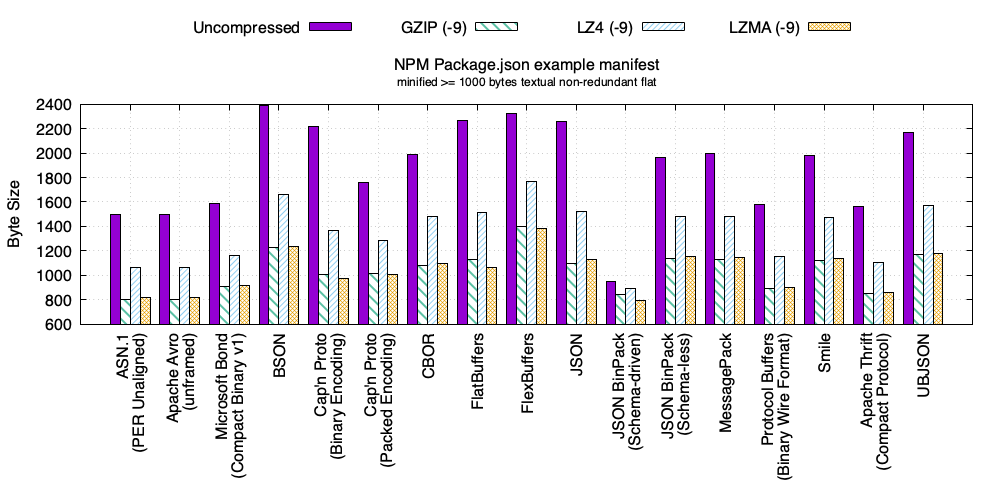 Uncompressed GZIP (-9) LZ4 (-9) LZMA (-9)
NPM Package.json example manifest
minified >= 1000 bytes textual non-redundant flat
Byte Size
2400
2200
2000
1800
1600
1400
1200
1000
800
600
ASN.1
(PER Unaligned)
Apache Avro
(unframed)
Microsoft Bond
(Compact Binary v1)
BSON
Cap'n Proto
(Binary Encoding)
Cap'n Proto
(Packed Encoding)
CBOR
FlatBuffers
FlexBuffers
JSON
JSON BinPack
(Schema-driven)
JSON BinPack
(Schema-less)
MessagePack
Protocol Buffers
(Binary Wire Format)
Smile
Apache Thrift
(Compact Protocol)
UBJSON